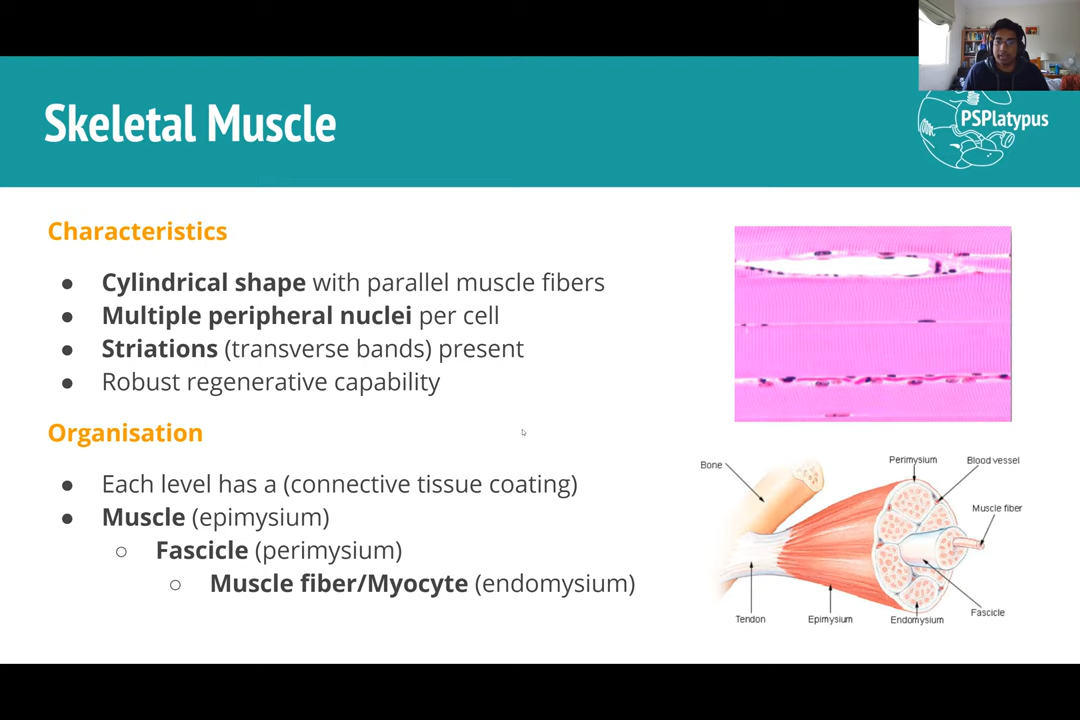 Skeletal Muscle
PSPlatypus
Characteristics
● Cylindrical shape with parallel muscle fibers
● Multiple peripheral nuclei per cell
● Striations (transverse bands) present
● Robust regenerative capability
Organisation
● Each level has a (connective tissue coating)
● Muscle (epimysium)
○ Fascicle (perimysium)
○ Muscle fiber/Myocyte (endomysium)
Bone
Perimysium
Blood vessel
Muscle fiber
Tendon
Epimysium
Endomysium
Fascicle